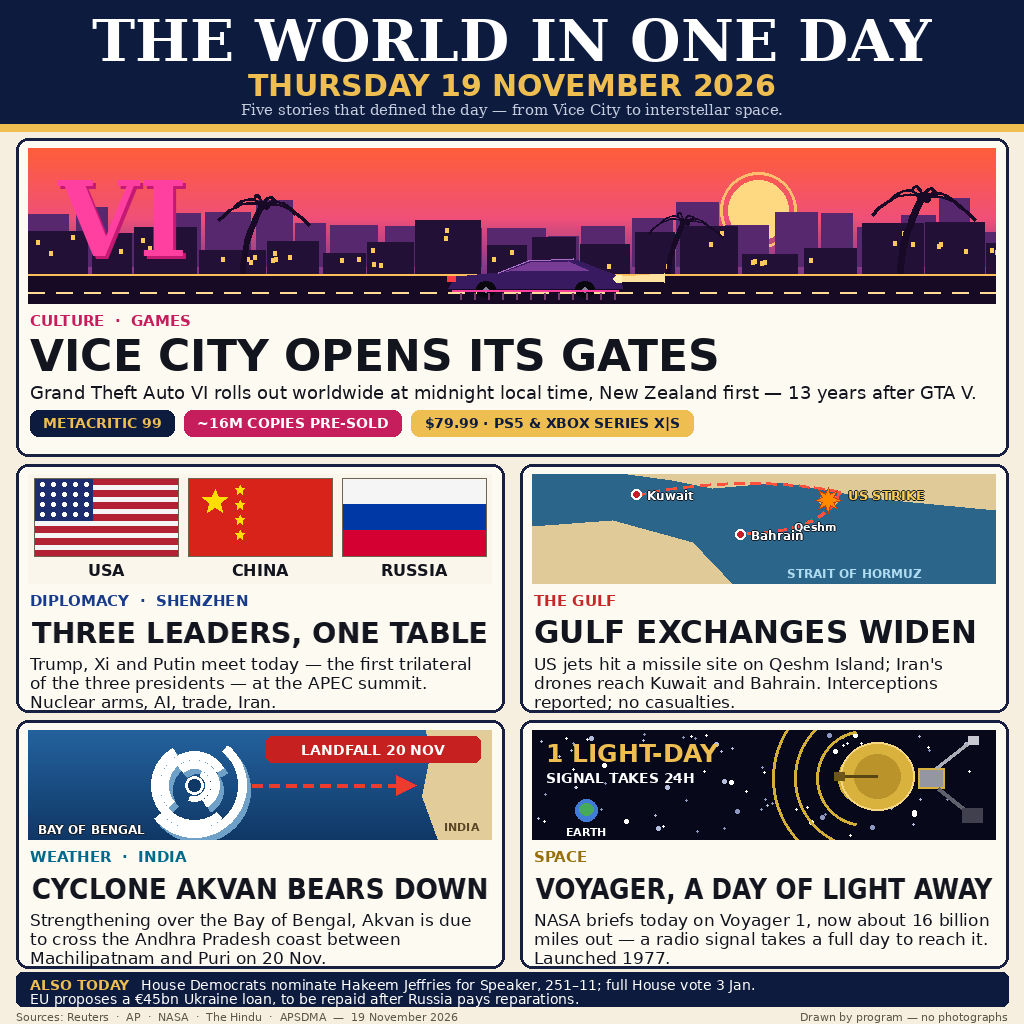 THE WORLD IN ONE DAY
THURSDAY 19 NOVEMBER 2026
Five stories that defined the day — from Vice City to interstellar space.
VI
CULTURE · GAMES
VICE CITY OPENS ITS GATES
Grand Theft Auto VI rolls out worldwide at midnight local time, New Zealand first — 13 years after GTA V.
METACRITIC 99
~16M COPIES PRE-SOLD
$79.99 · PS5 & XBOX SERIES X|S
USA
CHINA
RUSSIA
DIPLOMACY · SHENZHEN
THREE LEADERS, ONE TABLE
Trump, Xi and Putin meet today — the first trilateral
of the three presidents — at the APEC summit.
Nuclear arms, AI, trade, Iran.
Kuwait
US STRIKE
Qeshm
Bahrain
STRAIT OF HORMUZ
THE GULF
GULF EXCHANGES WIDEN
US jets hit a missile site on Qeshm Island; Iran's
drones reach Kuwait and Bahrain. Interceptions
reported; no casualties.
LANDFALL 20 NOV
BAY OF BENGAL
INDIA
WEATHER · INDIA
CYCLONE AKVAN BEARS DOWN
Strengthening over the Bay of Bengal, Akvan is due
to cross the Andhra Pradesh coast between
Machilipatnam and Puri on 20 Nov.
1 LIGHT-DAY
SIGNAL TAKES 24H
EARTH
SPACE
VOYAGER, A DAY OF LIGHT AWAY
NASA briefs today on Voyager 1, now about 16 billion
miles out — a radio signal takes a full day to reach it.
Launched 1977.
ALSO TODAY House Democrats nominate Hakeem Jeffries for Speaker, 251–11; full House vote 3 Jan.
EU proposes a €45bn Ukraine loan, to be repaid after Russia pays reparations.
Sources: Reuters · AP · NASA · The Hindu · APSDMA — 19 November 2026
Drawn by program — no photographs